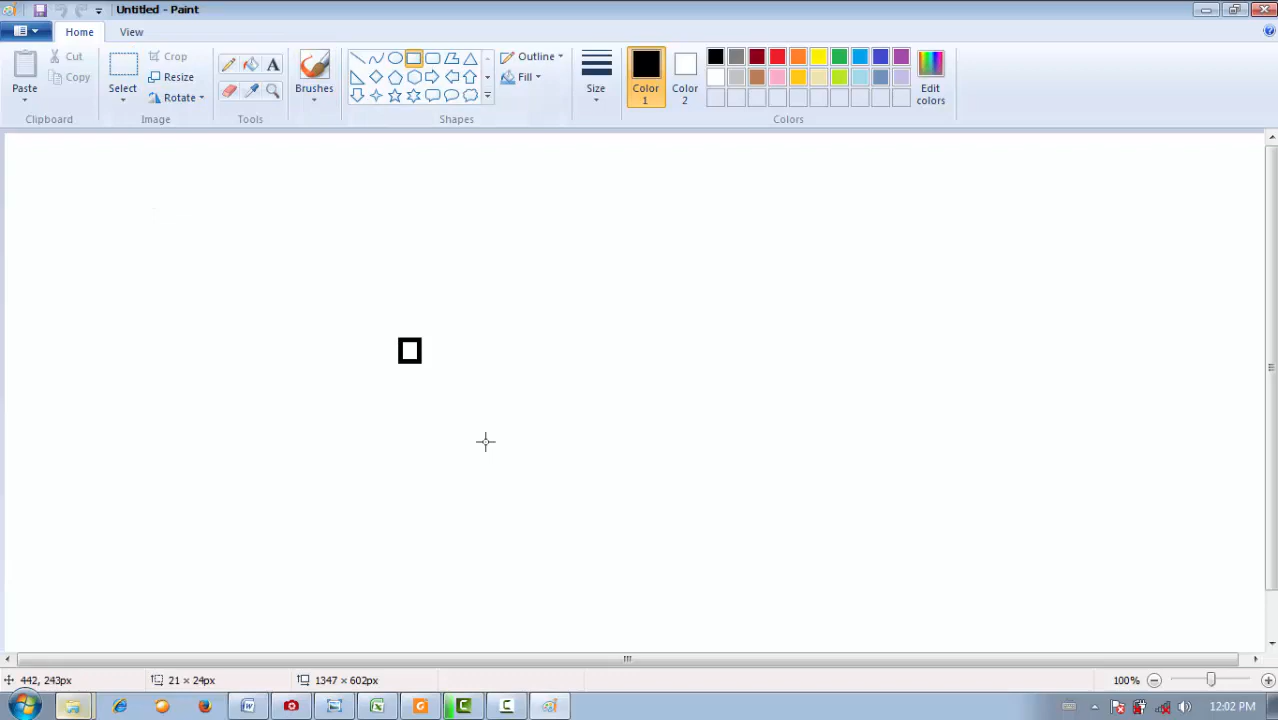 Untitled - Paint
Home View
Paste Cut Copy Select Crop Resize Rotate A Brushes Outline Fill Size Color 1 Color 2 Edit colors
Clipboard Image Tools Shapes Colors
442, 243px 21 × 24px 1347 × 602px 100%
12:02 PM